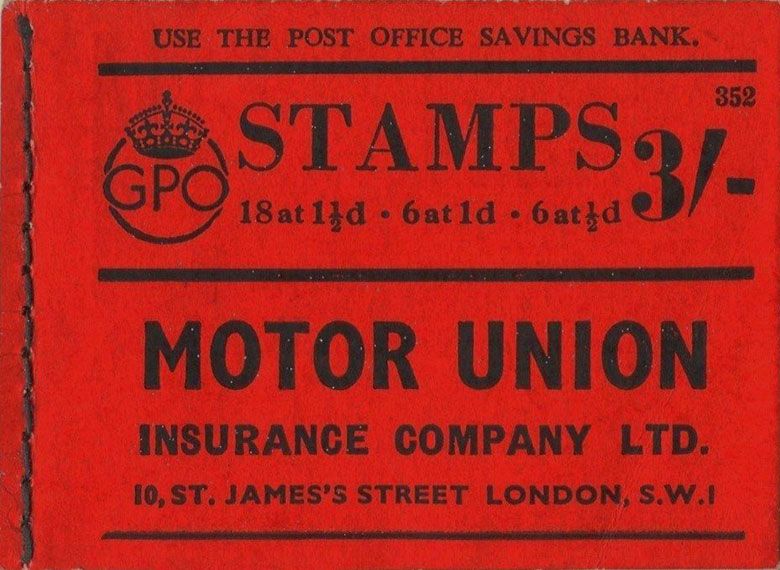 USE THE POST OFFICE SAVINGS BANK.
352
GPO
STAMPS 3/-
18 at 1½d · 6 at 1d · 6 at ½d
MOTOR UNION
INSURANCE COMPANY LTD.
10, ST. JAMES'S STREET LONDON, S.W.1